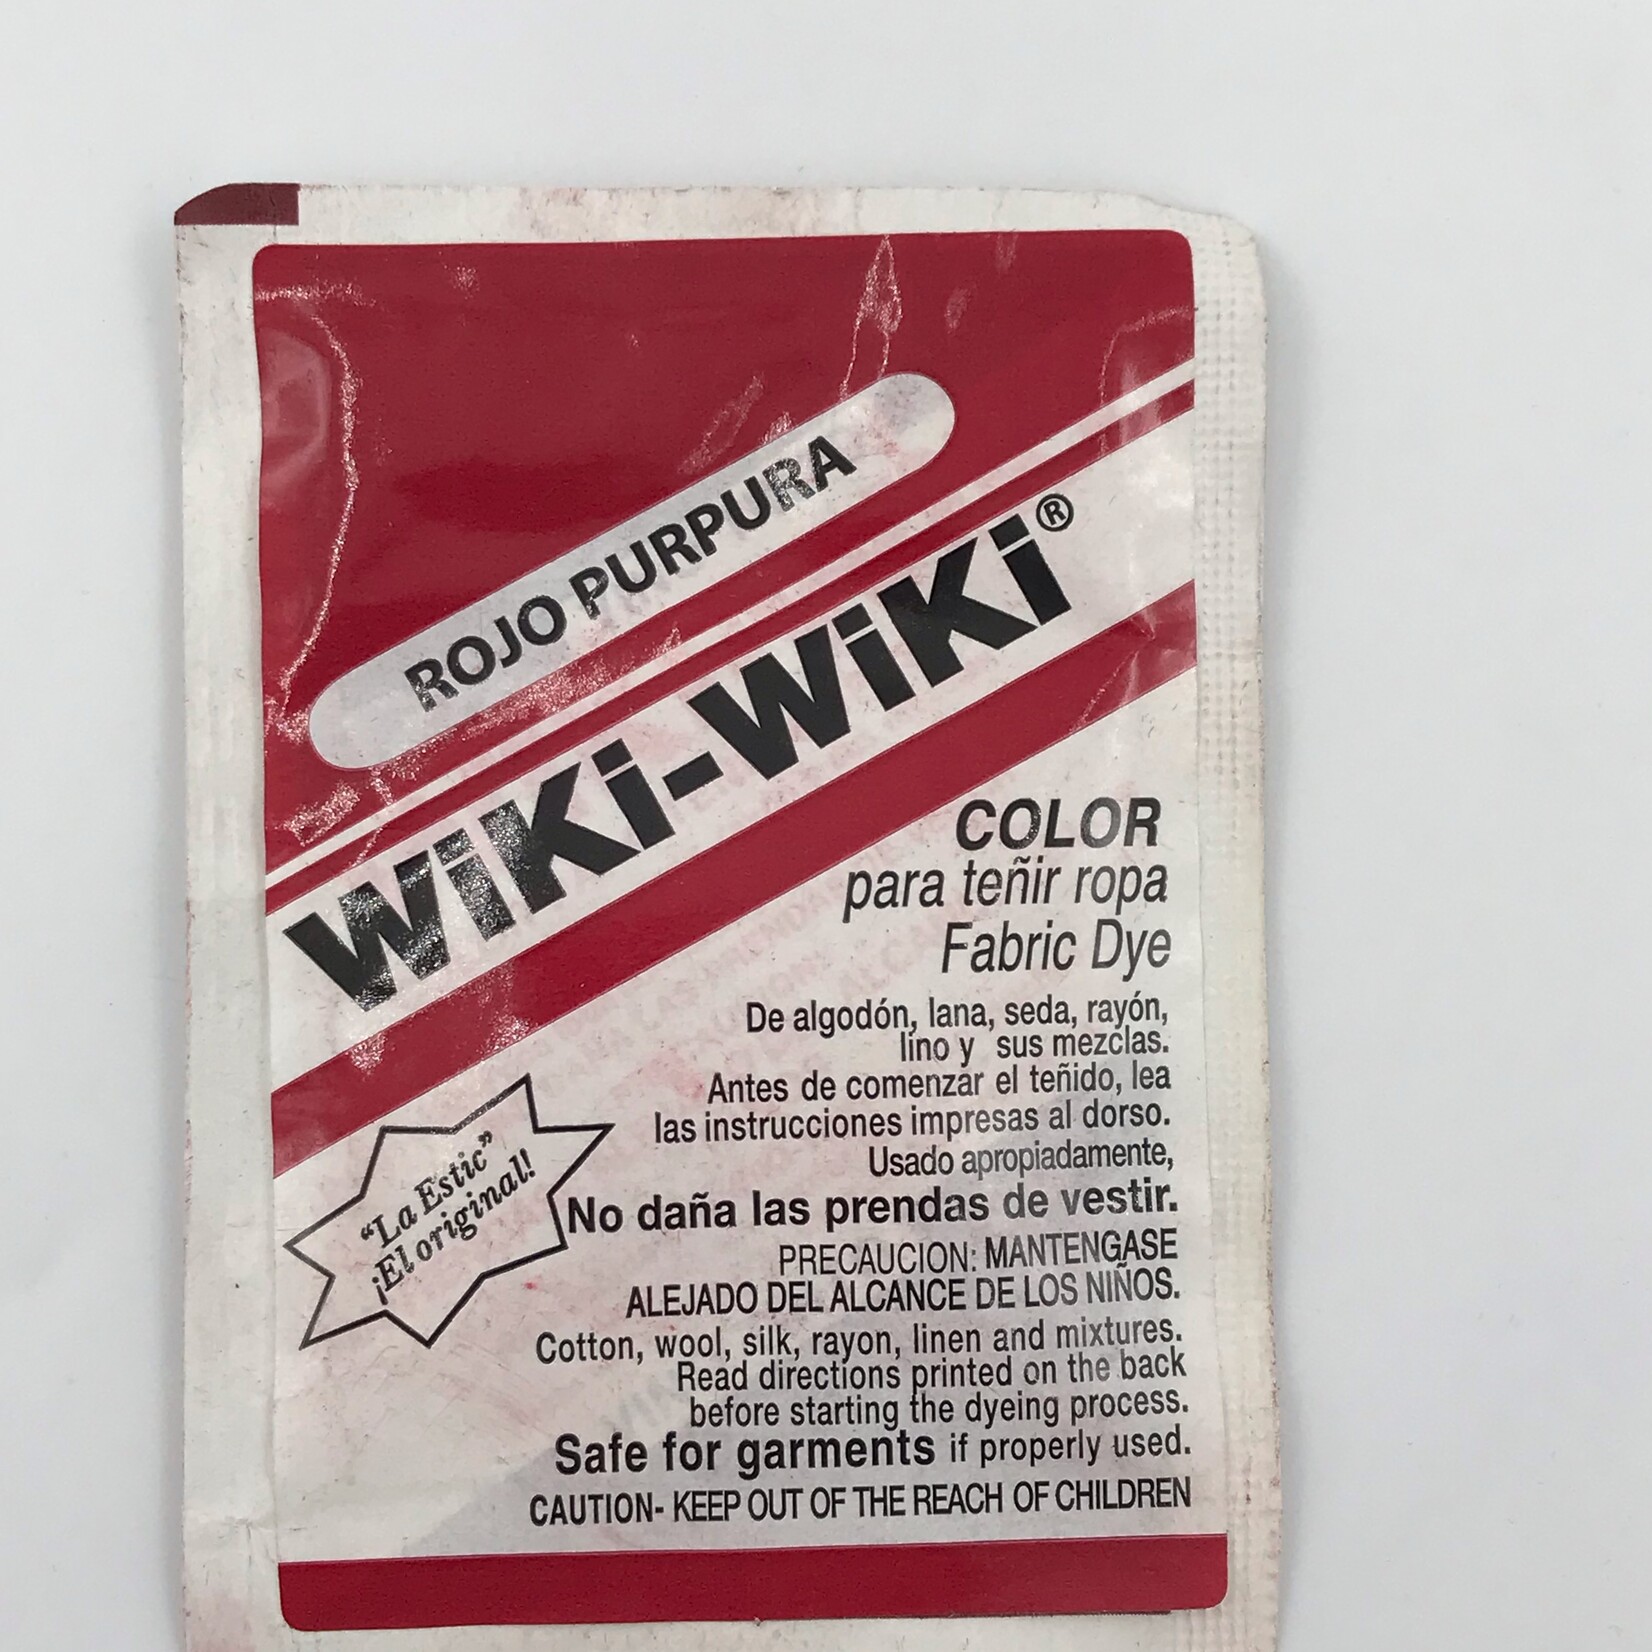 ROJO PURPURA
WiKi-WiKi®
COLOR
para teñir ropa
Fabric Dye
De algodón, lana, seda, rayón,
lino y sus mezclas.
Antes de comenzar el teñido, lea
las instrucciones impresas al dorso.
Usado apropiadamente,
No daña las prendas de vestir.
PRECAUCION: MANTENGASE
ALEJADO DEL ALCANCE DE LOS NIÑOS.
"La Estic"
¡El original!
Cotton, wool, silk, rayon, linen and mixtures.
Read directions printed on the back
before starting the dyeing process.
Safe for garments if properly used.
CAUTION- KEEP OUT OF THE REACH OF CHILDREN